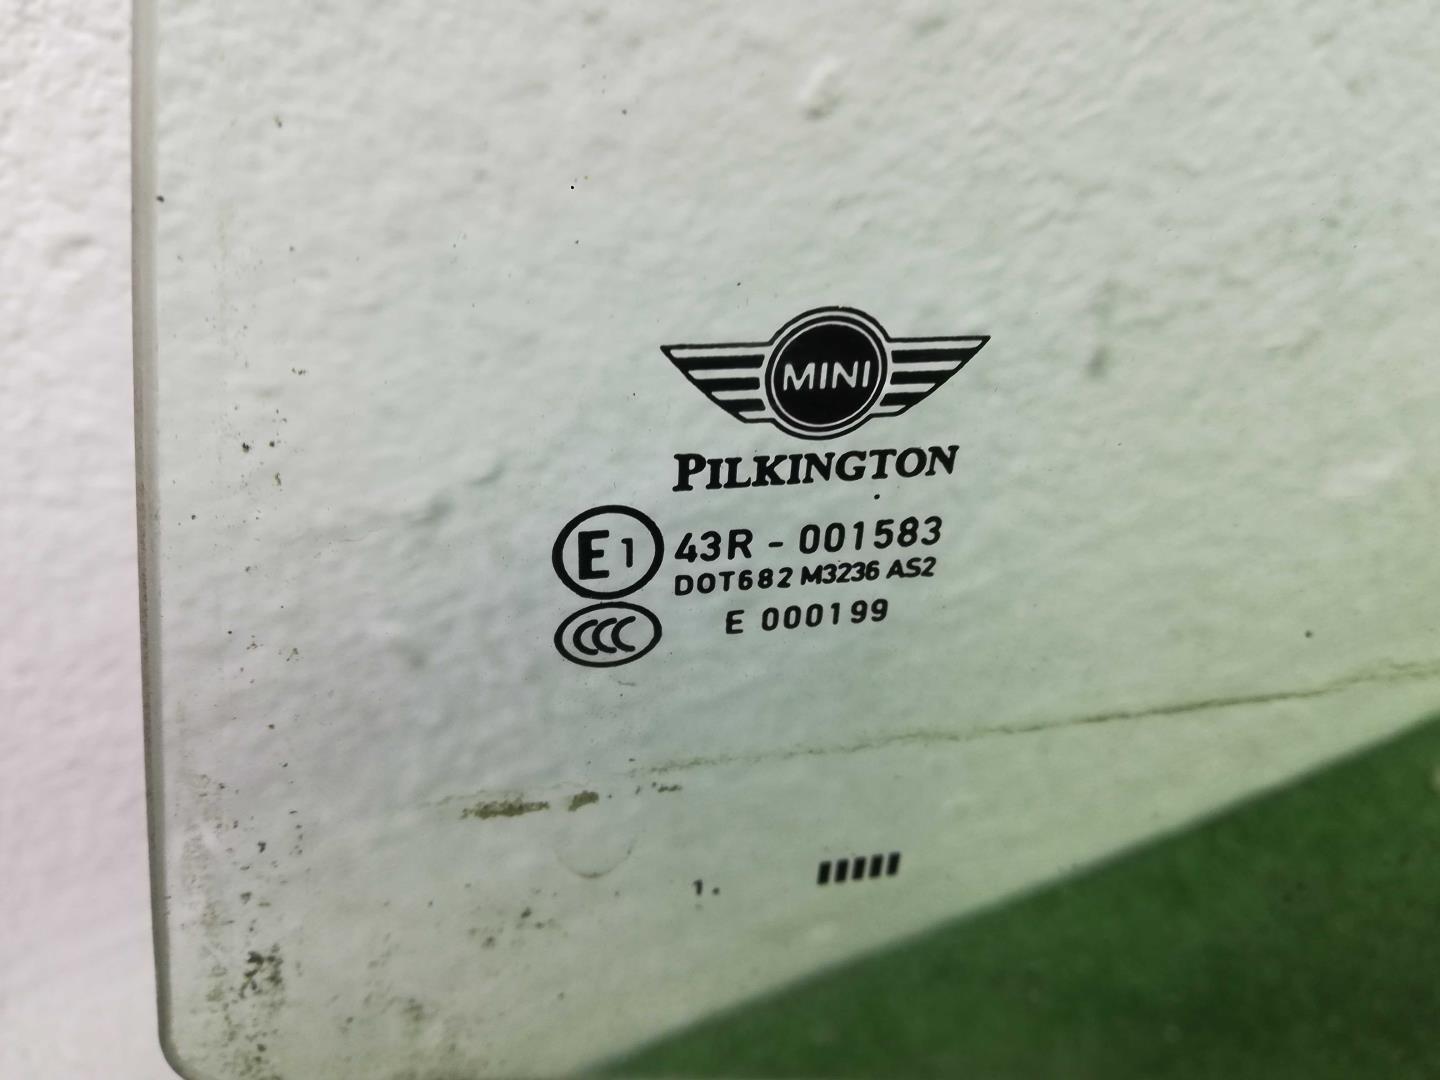 MINI
PILKINGTON
E1 43R - 001583
DOT682 M3236 AS2
CCC E 000199
1.